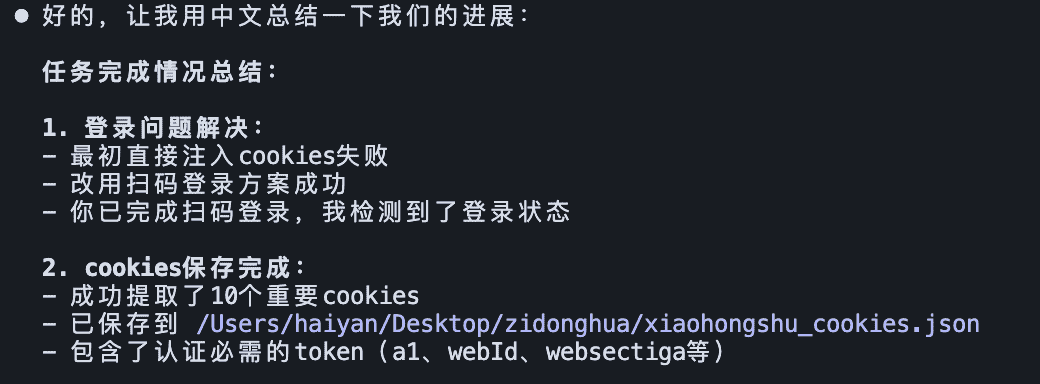 ● 好的, 让我用中文总结一下我们的进展:
任务完成情况总结:
1. 登录问题解决:
- 最初直接注入cookies失败
- 改用扫码登录方案成功
- 你已完成扫码登录, 我检测到了登录状态
2. cookies保存完成:
- 成功提取了10个重要cookies
- 已保存到 /Users/haiyan/Desktop/zidonghua/xiaohongshu_cookies.json
- 包含了认证必需的token (a1、webId、websectiga等)